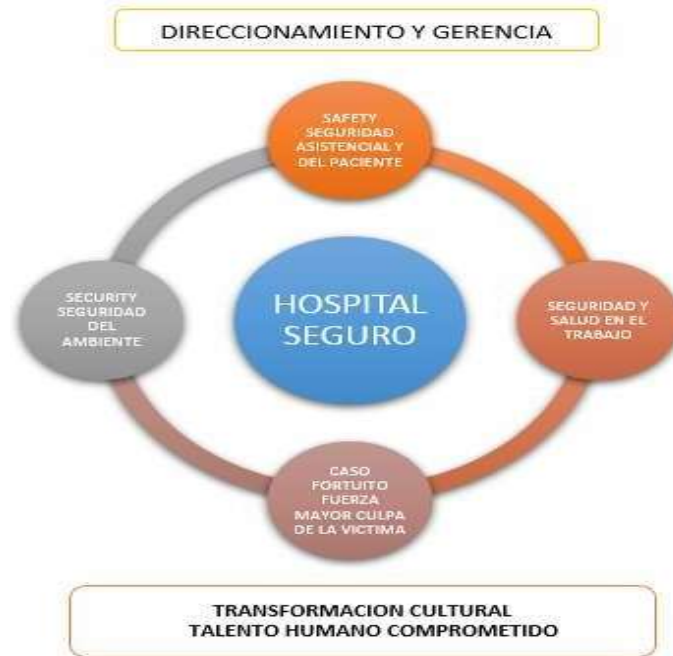 DIRECCIONAMIENTO Y GERENCIA
SAFETY
SEGURIDAD
ASISTENCIAL Y
DEL PACIENTE
SECURITY
SEGURIDAD
DEL
AMBIENTE
HOSPITAL
SEGURO
SEGURIDAD Y
SALUD EN EL
TRABAJO
CASO
FORTUITO
FUERZA
MAYOR CULPA
DE LA VICTIMA
TRANSFORMACION CULTURAL
TALENTO HUMANO COMPROMETIDO